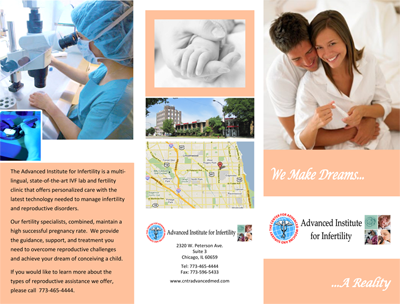 The Advanced Institute for Infertility is a multi-
lingual, state-of-the-art IVF lab and fertility
clinic that offers personalized care with the
latest technology needed to manage infertility
and reproductive disorders.
Our fertility specialists, combined, maintain a
high successful pregnancy rate. We provide
the guidance, support, and treatment you
need to overcome reproductive challenges
and achieve your dream of conceiving a child.
If you would like to learn more about the
types of reproductive assistance we offer,
please call 773-465-4444.
Advanced Institute for Infertility
2320 W. Peterson Ave.
Suite 3
Chicago, IL 60659
Tel: 773-465-4444
Fax: 773-596-5433
www.cntradvancedmed.com
We Make Dreams...
Advanced Institute
for Infertility
....A Reality